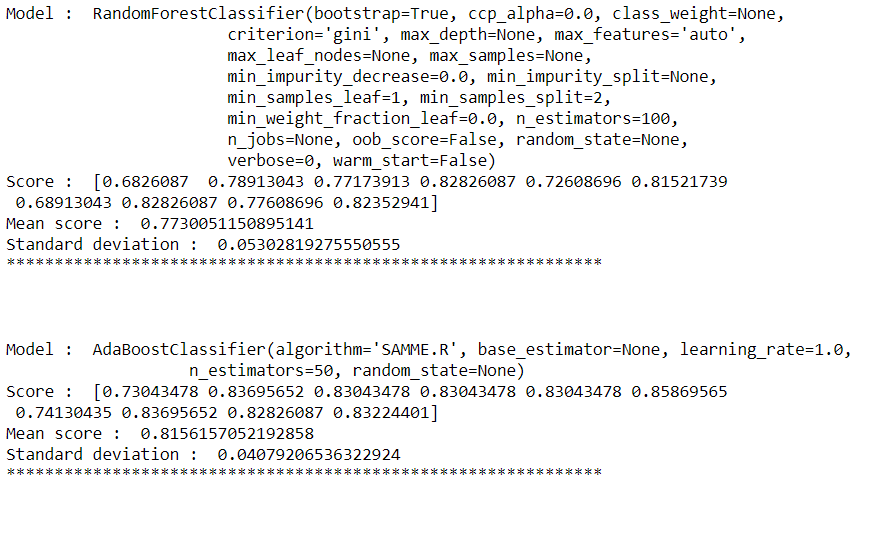 Model :  RandomForestClassifier(bootstrap=True, ccp_alpha=0.0, class_weight=None,
                       criterion='gini', max_depth=None, max_features='auto',
                       max_leaf_nodes=None, max_samples=None,
                       min_impurity_decrease=0.0, min_impurity_split=None,
                       min_samples_leaf=1, min_samples_split=2,
                       min_weight_fraction_leaf=0.0, n_estimators=100,
                       n_jobs=None, oob_score=False, random_state=None,
                       verbose=0, warm_start=False)
Score :  [0.6826087  0.78913043 0.77173913 0.82826087 0.72608696 0.81521739
 0.68913043 0.82826087 0.77608696 0.82352941]
Mean score :  0.7730051150895141
Standard deviation :  0.05302819275550555
**************************************************************
Model :  AdaBoostClassifier(algorithm='SAMME.R', base_estimator=None, learning_rate=1.0,
                   n_estimators=50, random_state=None)
Score :  [0.73043478 0.83695652 0.83043478 0.83043478 0.83043478 0.85869565
 0.74130435 0.83695652 0.82826087 0.83224401]
Mean score :  0.8156157052192858
Standard deviation :  0.04079206536322924
**************************************************************